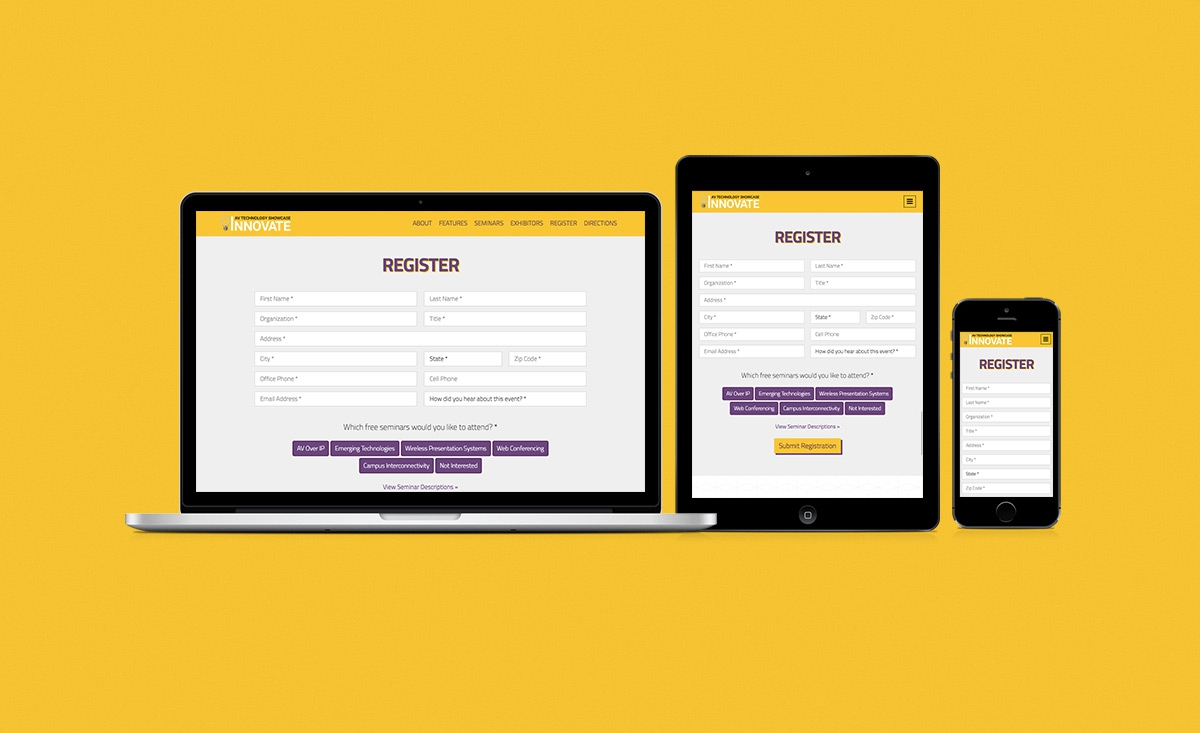 AV TECHNOLOGY SHOWCASE
INNOVATE
ABOUT FEATURES SEMINARS EXHIBITORS REGISTER DIRECTIONS
REGISTER
First Name * Last Name *
Organization * Title *
Address *
City * State * Zip Code *
Office Phone * Cell Phone
Email Address * How did you hear about this event? *
Which free seminars would you like to attend? *
AV Over IP Emerging Technologies Wireless Presentation Systems Web Conferencing
Campus Interconnectivity Not Interested
View Seminar Descriptions »
AV TECHNOLOGY SHOWCASE
INNOVATE
REGISTER
First Name * Last Name *
Organization * Title *
Address *
City * State * Zip Code *
Office Phone * Cell Phone
Email Address * How did you hear about this event? *
Which free seminars would you like to attend? *
AV Over IP Emerging Technologies Wireless Presentation Systems
Web Conferencing Campus Interconnectivity Not Interested
View Seminar Descriptions »
Submit Registration
AV TECHNOLOGY SHOWCASE
INNOVATE
REGISTER
First Name *
Last Name *
Organization *
Title *
Address *
City *
State *
Zip Code *